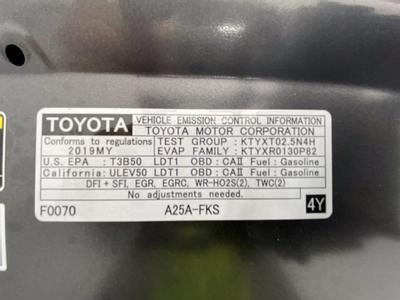 TOYOTA VEHICLE EMISSION CONTROL INFORMATION
TOYOTA MOTOR CORPORATION
Conforms to regulations TEST GROUP : KTYXT02.5N4H
2019MY EVAP FAMILY : KTYXR0130P82
U.S. EPA : T3B50 LDT1 OBD : CAII Fuel : Gasoline
California: ULEV50 LDT1 OBD : CAII Fuel : Gasoline
DFI + SFI, EGR, EGRC, WR-HO2S(2), TWC(2)
No adjustments needed.
F0070 A25A-FKS 4Y